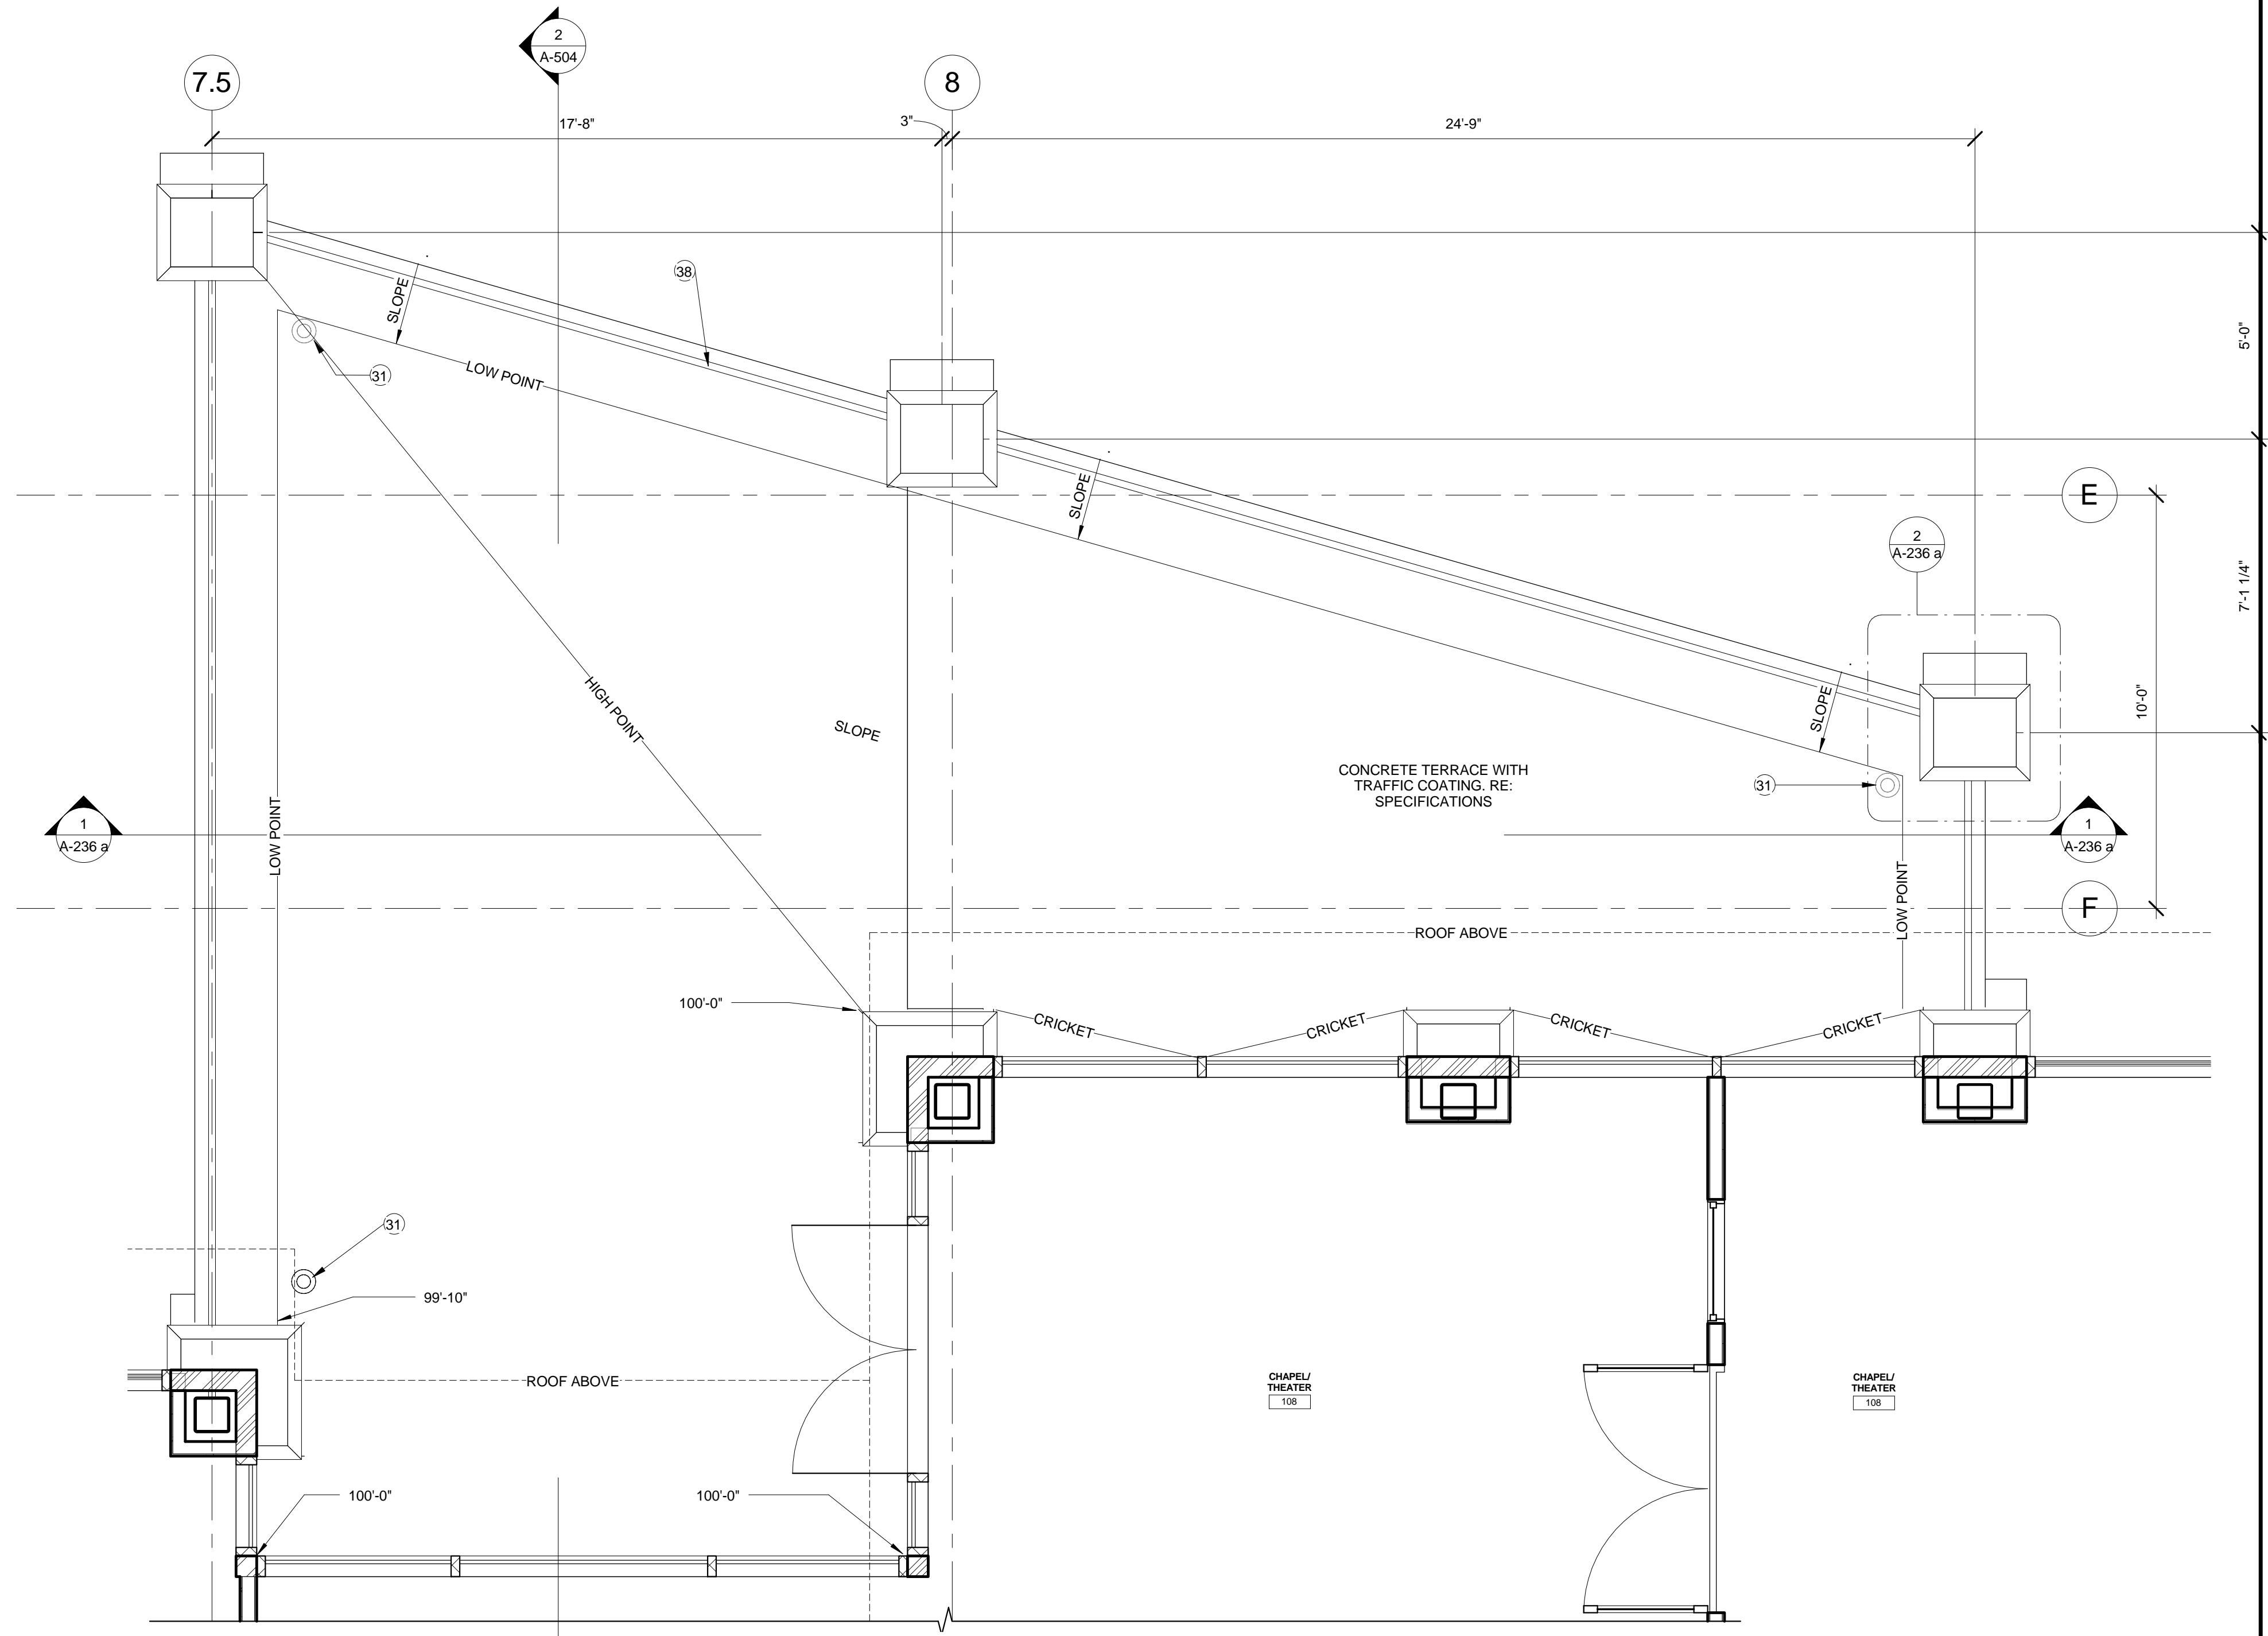 2
A-504
7.5
8
17'-8"
3"
24'-9"
38
SLOPE
5'-0"
31
LOW POINT
SLOPE
E
2
A-236 a
7'-1 1/4"
HIGH POINT
SLOPE
SLOPE
10'-0"
CONCRETE TERRACE WITH
TRAFFIC COATING. RE:
SPECIFICATIONS
31
1
A-236 a
LOW POINT
1
A-236 a
LOW POINT
F
ROOF ABOVE
100'-0"
CRICKET
CRICKET
CRICKET
CRICKET
31
99'-10"
ROOF ABOVE
CHAPEL/
THEATER
108
CHAPEL/
THEATER
108
100'-0"
100'-0"